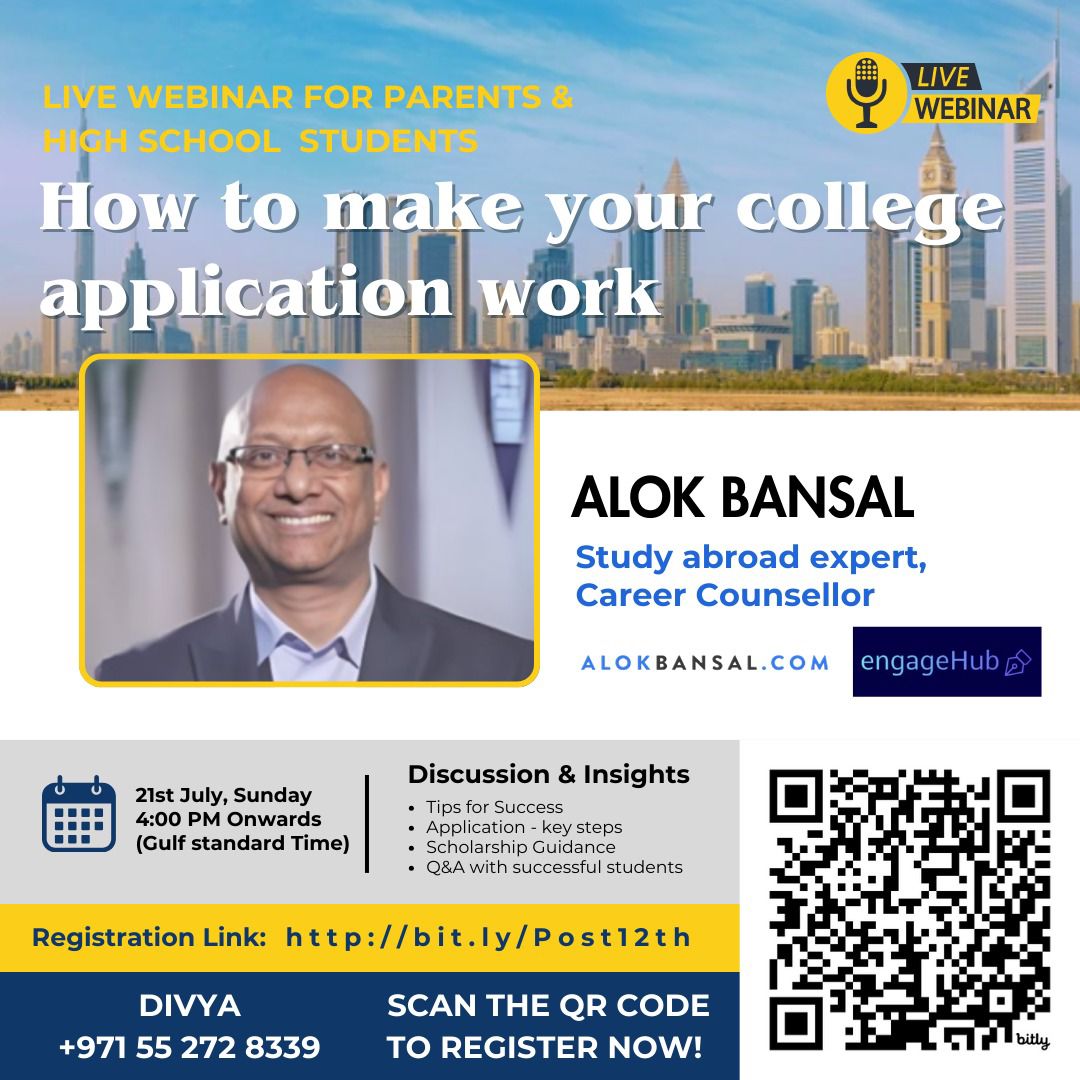 LIVE WEBINAR FOR PARENTS &
HIGH SCHOOL STUDENTS
LIVE
WEBINAR
How to make your college
application work
ALOK BANSAL
Study abroad expert,
Career Counsellor
ALOKBANSAL.COM
engageHub
21st July, Sunday
4:00 PM Onwards
(Gulf standard Time)
Discussion & Insights
• Tips for Success
• Application - key steps
• Scholarship Guidance
• Q&A with successful students
Registration Link: http://bit.ly/Post12th
DIVYA
+971 55 272 8339
SCAN THE QR CODE
TO REGISTER NOW!
bitly